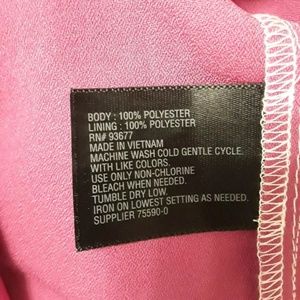 BODY : 100% POLYESTER
LINING : 100% POLYESTER
RN# 93677
MADE IN VIETNAM
MACHINE WASH COLD GENTLE CYCLE.
WITH LIKE COLORS.
USE ONLY NON-CHLORINE
BLEACH WHEN NEEDED.
TUMBLE DRY LOW.
IRON ON LOWEST SETTING AS NEEDED.
SUPPLIER 75590-0